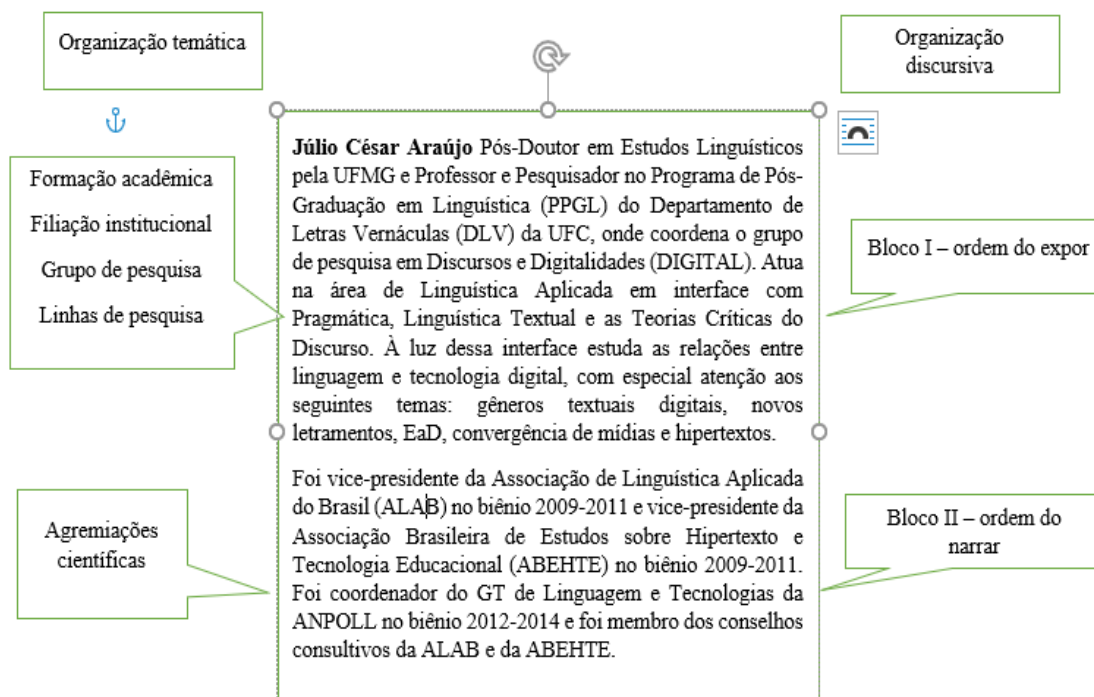 Organização temática
Organização
discursiva
Formação acadêmica
Filiação institucional
Grupo de pesquisa
Linhas de pesquisa
Júlio César Araújo Pós-Doutor em Estudos Linguísticos
pela UFMG e Professor e Pesquisador no Programa de Pós-
Graduação em Linguística (PPGL) do Departamento de
Letras Vernáculas (DLV) da UFC, onde coordena o grupo
de pesquisa em Discursos e Digitalidades (DIGITAL). Atua
na área de Linguística Aplicada em interface com
Pragmática, Linguística Textual e as Teorias Críticas do
Discurso. À luz dessa interface estuda as relações entre
linguagem e tecnologia digital, com especial atenção aos
seguintes temas: gêneros textuais digitais, novos
letramentos, EaD, convergência de mídias e hipertextos.
Bloco I – ordem do expor
Agremiações
científicas
Foi vice-presidente da Associação de Linguística Aplicada
do Brasil (ALAB) no biênio 2009-2011 e vice-presidente da
Associação Brasileira de Estudos sobre Hipertexto e
Tecnologia Educacional (ABEHTE) no biênio 2009-2011.
Foi coordenador do GT de Linguagem e Tecnologias da
ANPOLL no biênio 2012-2014 e foi membro dos conselhos
consultivos da ALAB e da ABEHTE.
Bloco II – ordem do
narrar